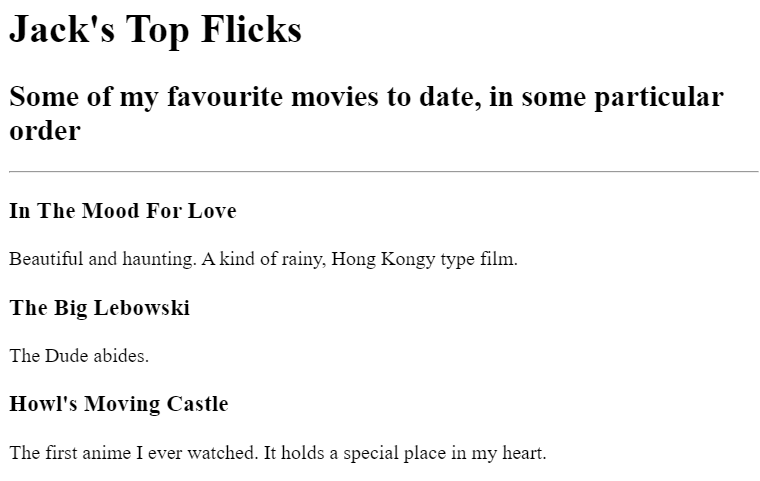 Jack's Top Flicks
Some of my favourite movies to date, in some particular
order
In The Mood For Love
Beautiful and haunting. A kind of rainy, Hong Kongy type film.
The Big Lebowski
The Dude abides.
Howl's Moving Castle
The first anime I ever watched. It holds a special place in my heart.